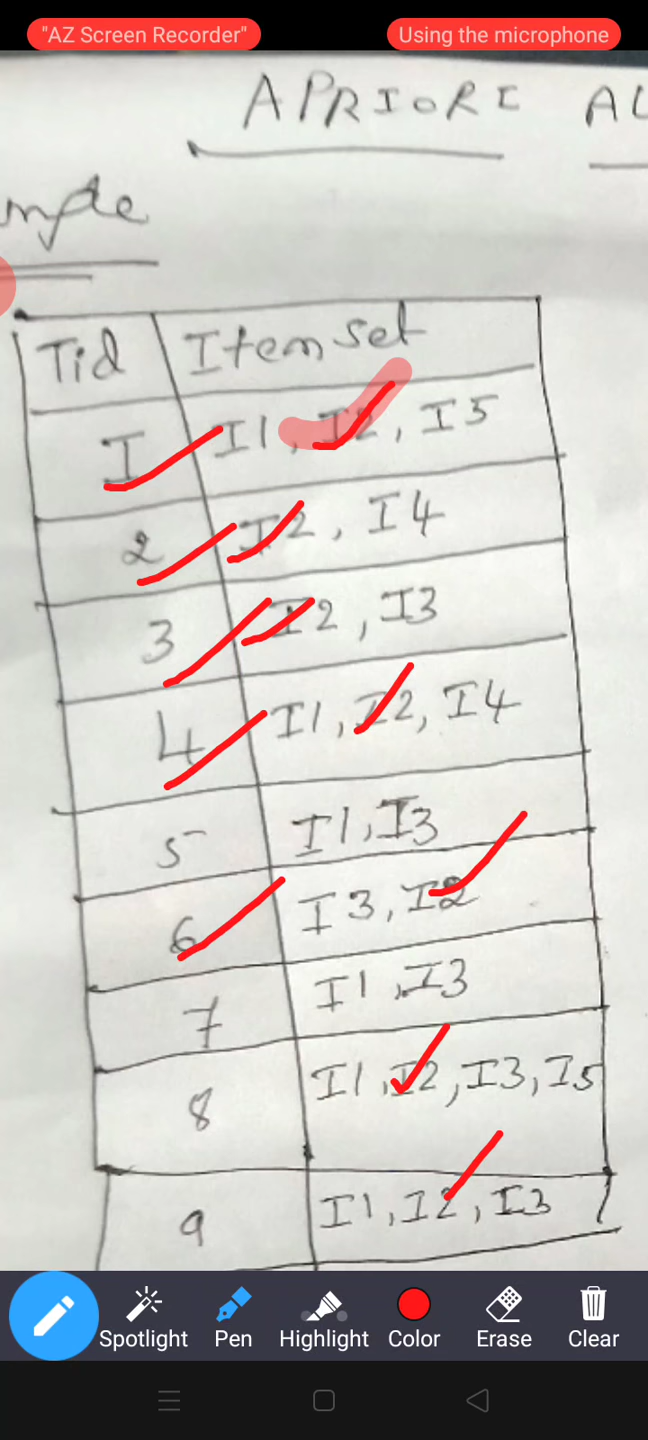 "AZ Screen Recorder" Using the microphone
APRIORI AL
mple
Tid Itemset
I I1, I2, I5
2 I2, I4
3 I2, I3
4 I1, I2, I4
5 I1, I3
6 I3, I2
7 I1, I3
8 I1, I2, I3, I5
9 I1, I2, I3
Spotlight Pen Highlight Color Erase Clear